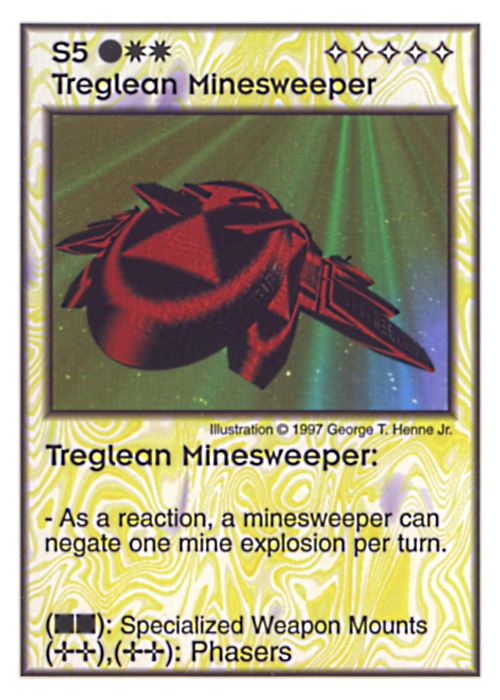 S5 ●✷✷ ✧✧✧✧✧
Treglean Minesweeper
Illustration © 1997 George T. Henne Jr.
Treglean Minesweeper:
- As a reaction, a minesweeper can
negate one mine explosion per turn.
(■■): Specialized Weapon Mounts
(✢✢),(✢✢): Phasers